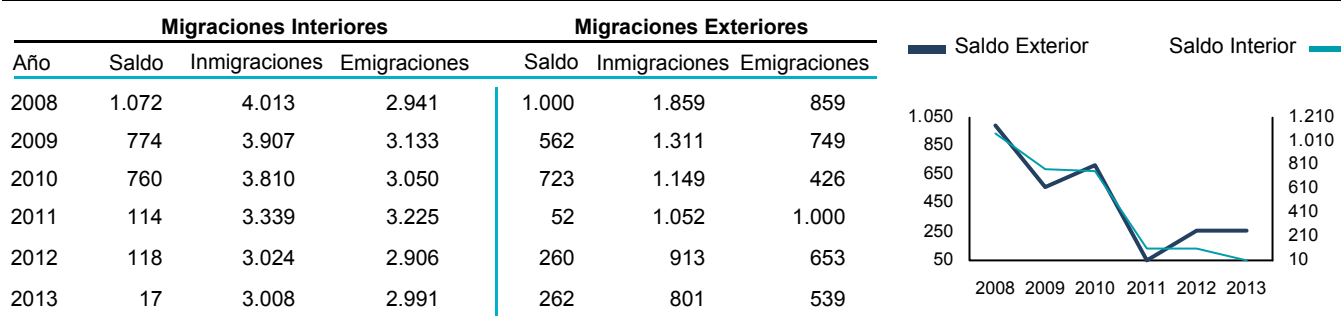 Migraciones Interiores Migraciones Exteriores
Año Saldo Inmigraciones Emigraciones Saldo Inmigraciones Emigraciones
2008 1.072 4.013 2.941 1.000 1.859 859
2009 774 3.907 3.133 562 1.311 749
2010 760 3.810 3.050 723 1.149 426
2011 114 3.339 3.225 52 1.052 1.000
2012 118 3.024 2.906 260 913 653
2013 17 3.008 2.991 262 801 539
Saldo Exterior Saldo Interior
1.050 1.210
850 1.010
650 810
450 610
250 410
50 210
10
2008 2009 2010 2011 2012 2013